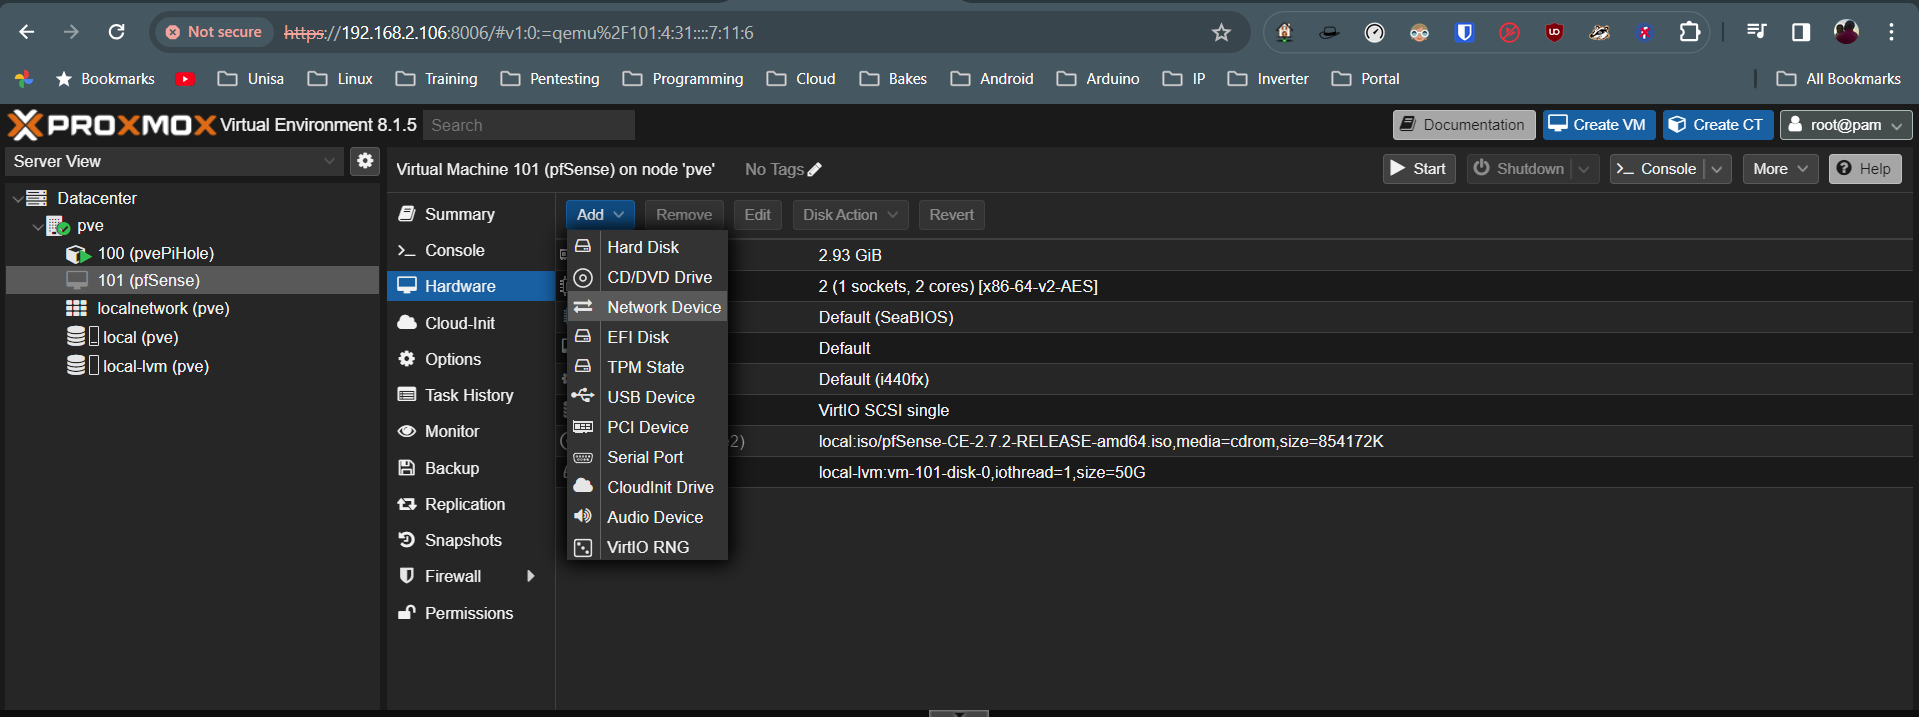 Not secure https://192.168.2.106:8006/#v1:0:=qemu%2F101:4:31::::7:11:6
Bookmarks Unisa Linux Training Pentesting Programming Cloud Bakes Android Arduino IP Inverter Portal All Bookmarks
PROXMOX Virtual Environment 8.1.5 Search Documentation Create VM Create CT root@pam
Server View
Virtual Machine 101 (pfSense) on node 'pve' No Tags Start Shutdown Console More Help
Datacenter
pve
100 (pvePiHole)
101 (pfSense)
localnetwork (pve)
local (pve)
local-lvm (pve)
Summary
Console
Hardware
Cloud-Init
Options
Task History
Monitor
Backup
Replication
Snapshots
Firewall
Permissions
Add Remove Edit Disk Action Revert
Hard Disk
CD/DVD Drive
Network Device
EFI Disk
TPM State
USB Device
PCI Device
Serial Port
CloudInit Drive
Audio Device
VirtIO RNG
2.93 GiB
2 (1 sockets, 2 cores) [x86-64-v2-AES]
Default (SeaBIOS)
Default
Default (i440fx)
VirtIO SCSI single
2) local:iso/pfSense-CE-2.7.2-RELEASE-amd64.iso,media=cdrom,size=854172K
local-lvm:vm-101-disk-0,iothread=1,size=50G